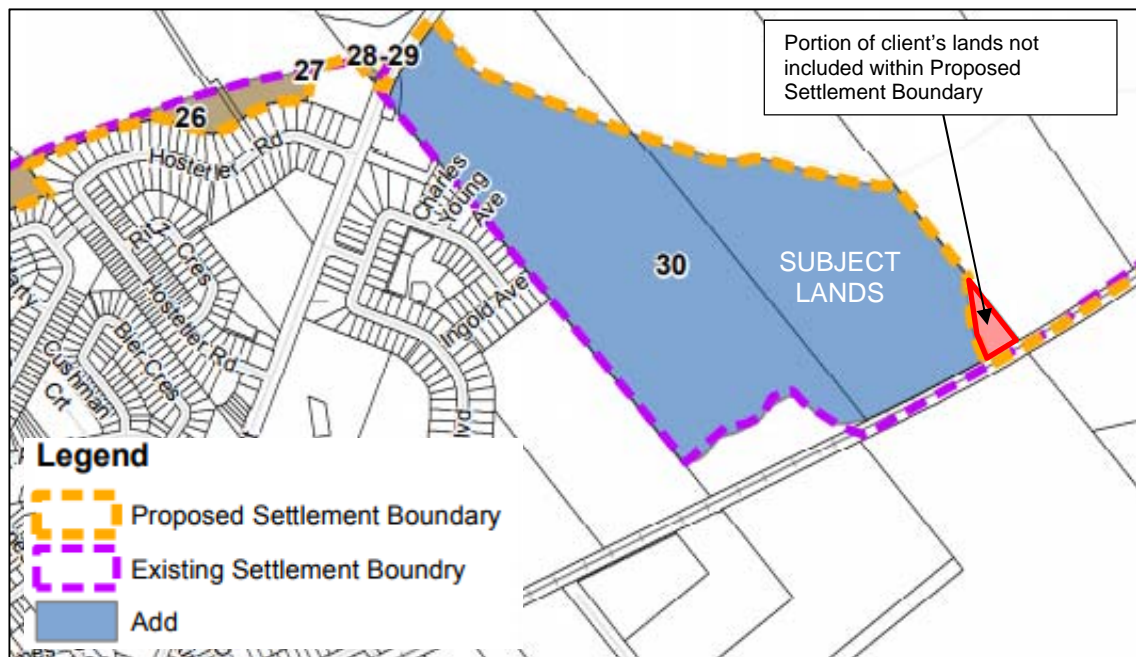 Portion of client's lands not
included within Proposed
Settlement Boundary
28-29
27
26
Hostetler Rd
Charles
Young
Ave
Ritz Cres
30
SUBJECT
LANDS
Hostetler Rd
Ingold Ave
Bier Cres
Cushman
Crt
Blvd
Legend
Proposed Settlement Boundary
Existing Settlement Boundry
Add